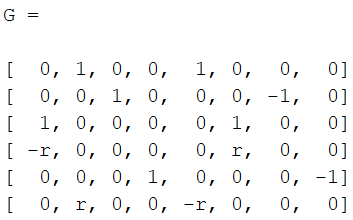 G =
[ 0, 1, 0, 0, 1, 0, 0, 0]
[ 0, 0, 1, 0, 0, 0, -1, 0]
[ 1, 0, 0, 0, 0, 1, 0, 0]
[ -r, 0, 0, 0, 0, r, 0, 0]
[ 0, 0, 0, 1, 0, 0, 0, -1]
[ 0, r, 0, 0, -r, 0, 0, 0]